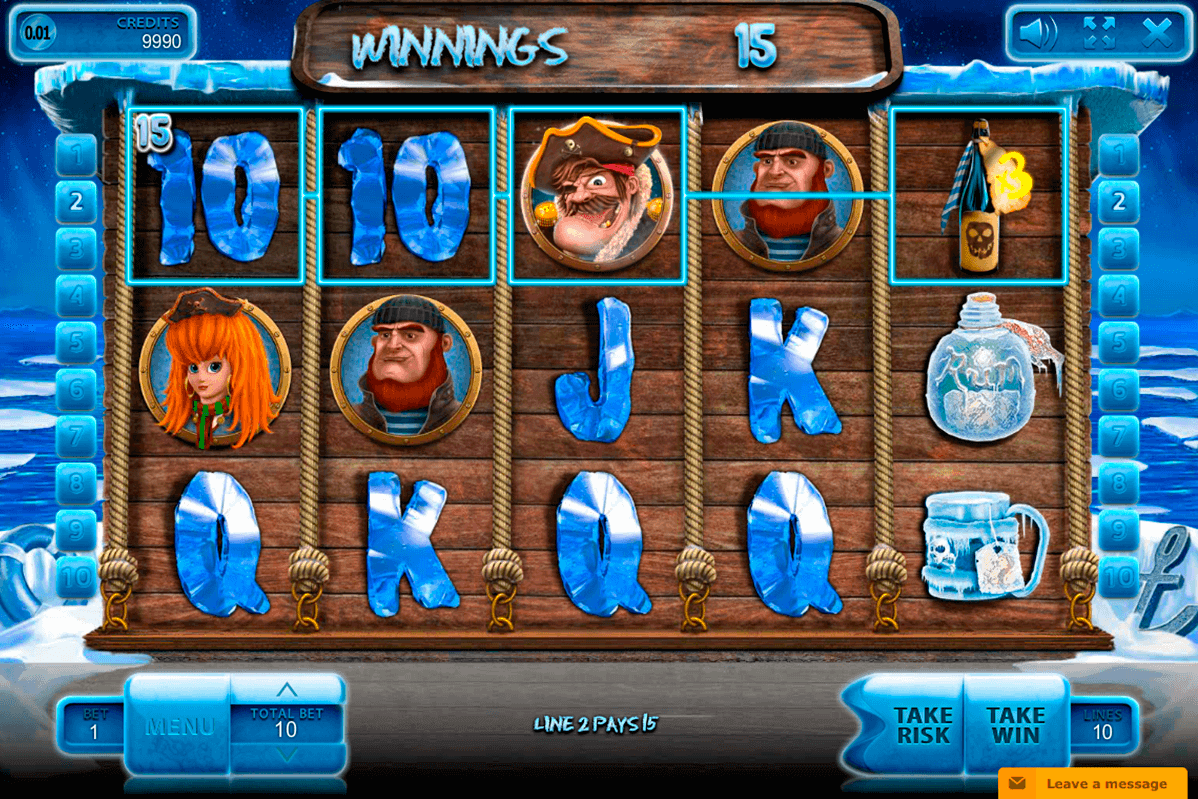 0.01
CREDITS
9990
WINNINGS 15
15
10 10
15
J K
Rum
Q K Q Q
1
2
3
4
5
6
7
8
9
10
1
2
3
4
5
6
7
8
9
10
BET
1
MENU
TOTAL BET
10
LINE 2 PAYS 15
TAKE
RISK
TAKE
WIN
LINES
10
Leave a message